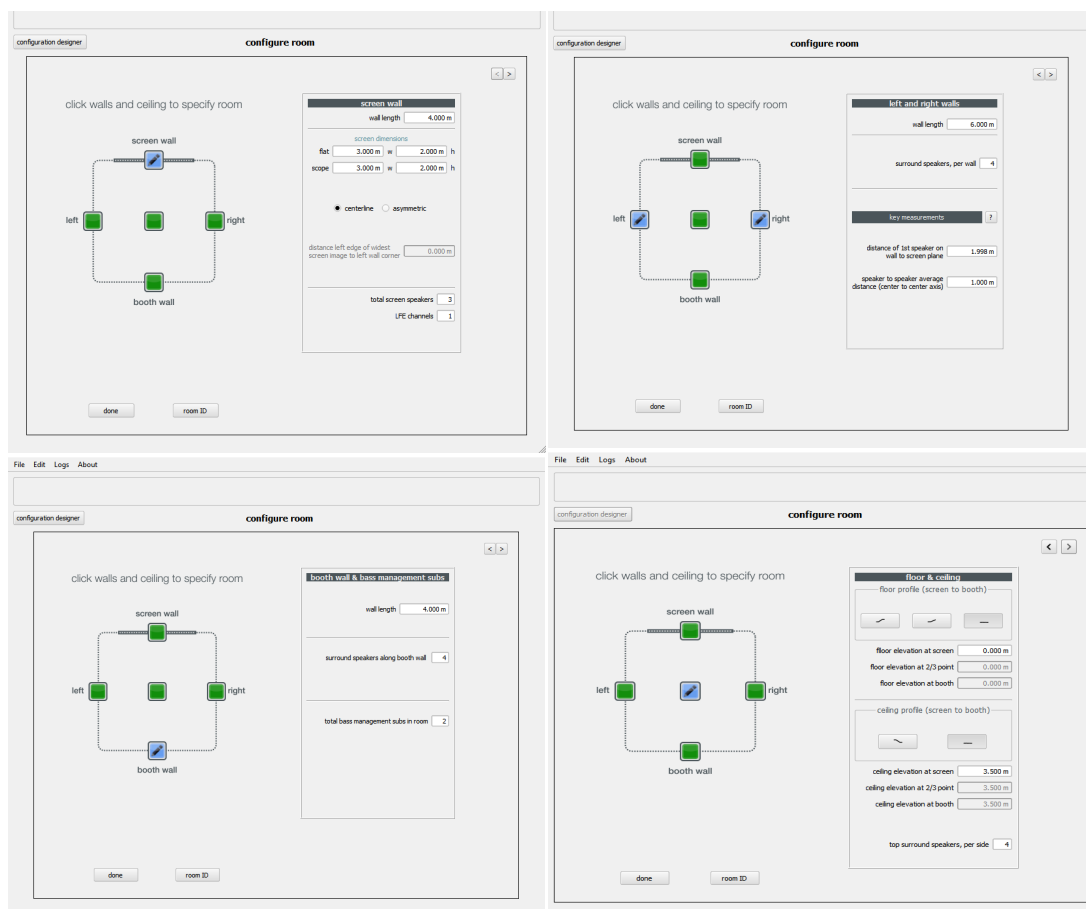 configuration designer
configure room
< >
click walls and ceiling to specify room
screen wall
left
right
booth wall
screen wall
wall length 4.000 m
screen dimensions
flat 3.000 m w 2.000 m h
scope 3.000 m w 2.000 m h
centerline asymmetric
distance left edge of widest
screen image to left wall corner 0.000 m
total screen speakers 3
LFE channels 1
done room ID
configuration designer
configure room
< >
click walls and ceiling to specify room
screen wall
left
right
booth wall
left and right walls
wall length 6.000 m
surround speakers, per wall 4
key measurements ?
distance of 1st speaker on
wall to screen plane 1.998 m
speaker to speaker average
distance (center to center axis) 1.000 m
done room ID
File Edit Logs About
configuration designer
configure room
< >
click walls and ceiling to specify room
screen wall
left
right
booth wall
booth wall & bass management subs
wall length 4.000 m
surround speakers along booth wall 4
total bass management subs in room 2
done room ID
File Edit Logs About
configuration designer
configure room
< >
click walls and ceiling to specify room
screen wall
left
right
booth wall
floor & ceiling
floor profile (screen to booth)
floor elevation at screen 0.000 m
floor elevation at 2/3 point 0.000 m
floor elevation at booth 0.000 m
ceiling profile (screen to booth)
ceiling elevation at screen 3.500 m
ceiling elevation at 2/3 point 3.500 m
ceiling elevation at booth 3.500 m
top surround speakers, per side 4
done room ID